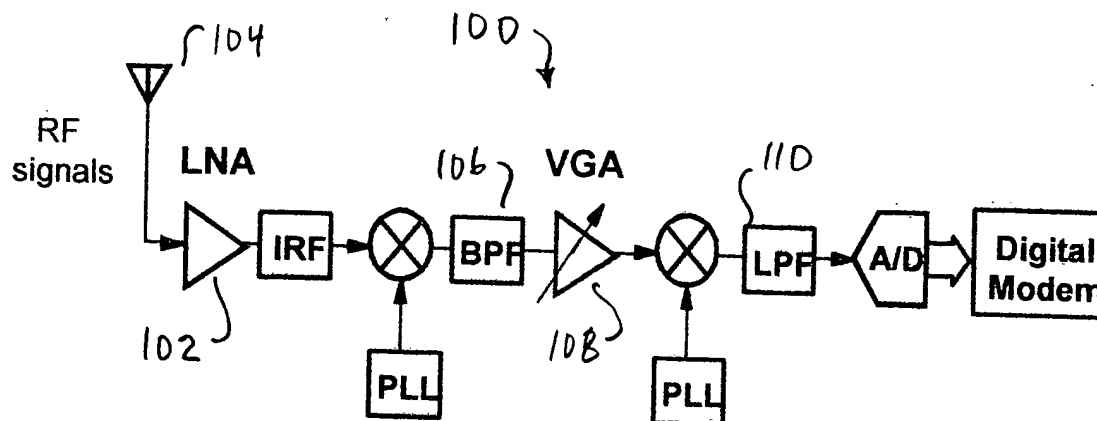 104
100
RF
signals
LNA
106
VGA
110
IRF
BPF
LPF
A/D
Digital
Modem
102
108
PLL
PLL